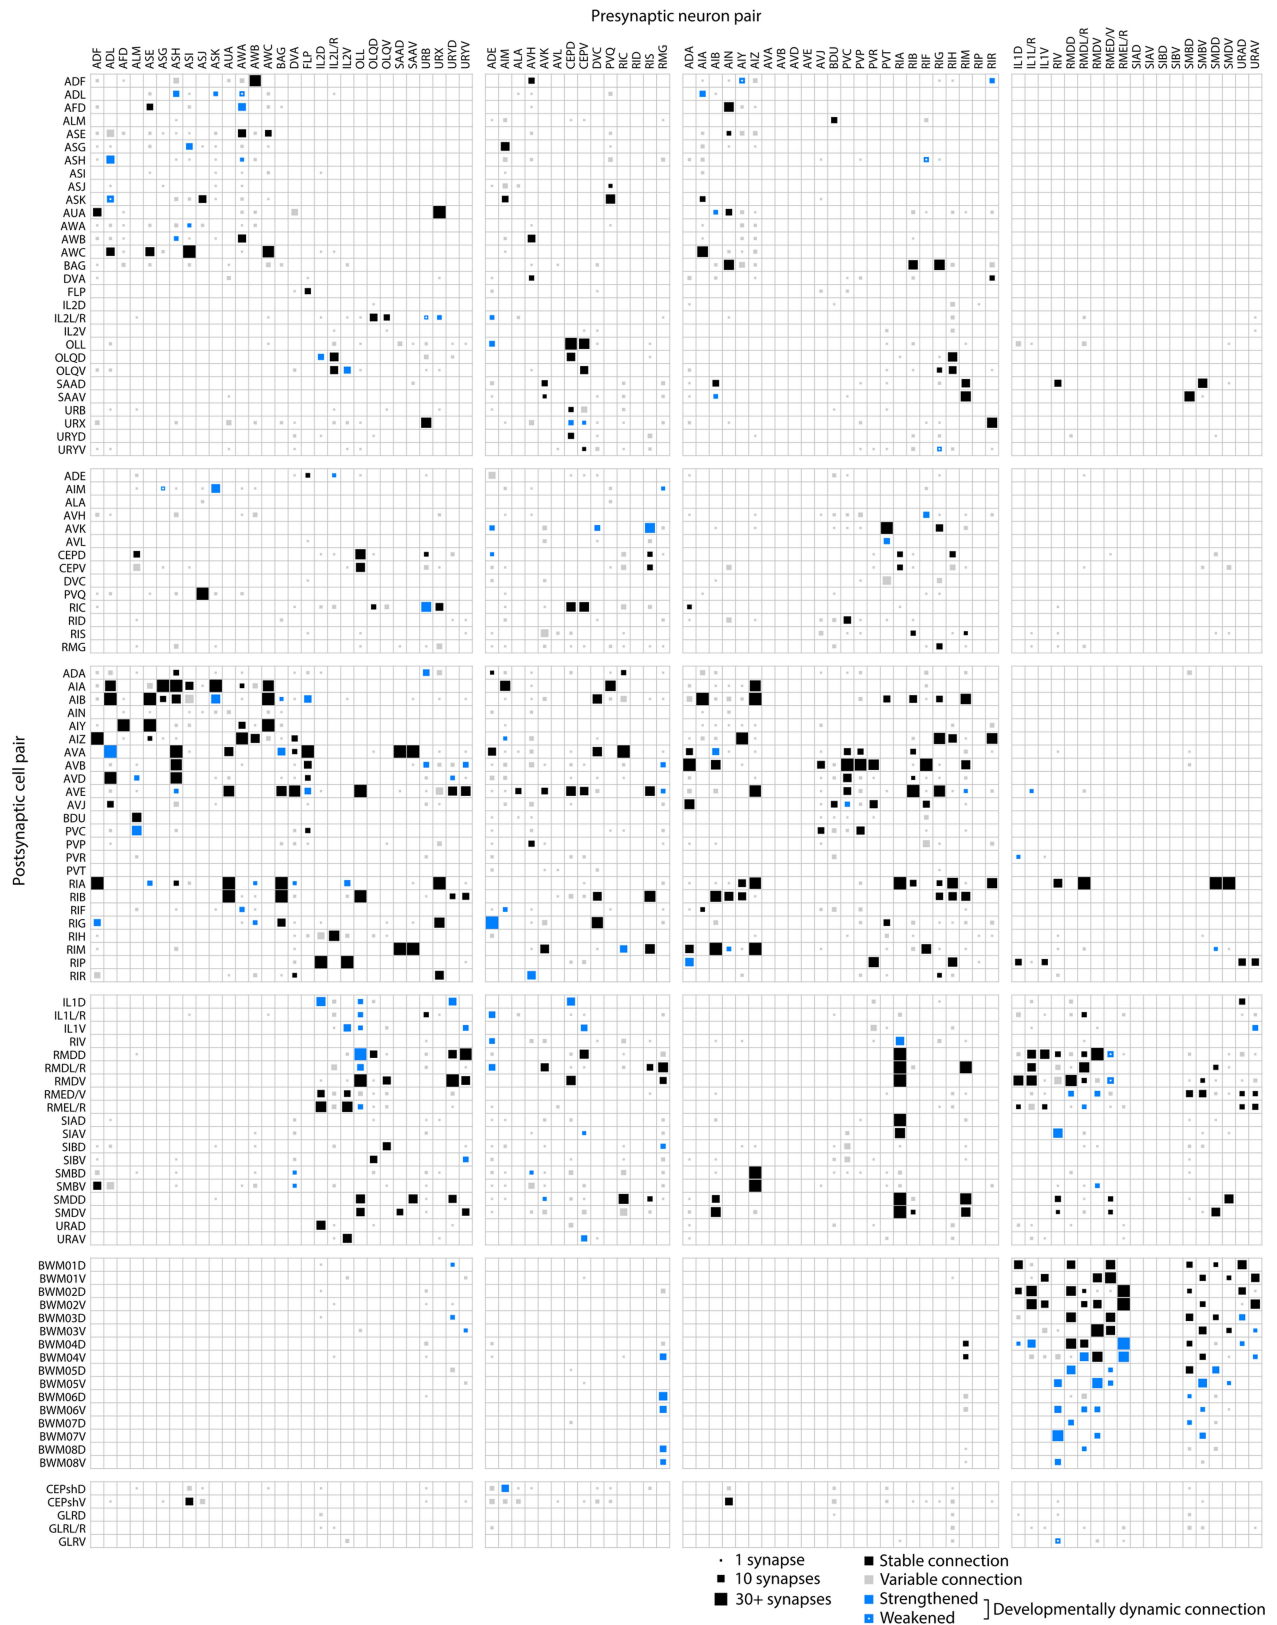 Presynaptic neuron pair
ADF ADL AFD ALM ASE ASG ASH ASI ASJ ASK AUA AWA AWB AWC BAG DVA FLP IL2D IL2L/R IL2V OLL OLQD OLQV SAAD SAAV URB URX URYD URYV
ADE AIM ALA AVH AVK AVL CEPD CEPV DVC PVQ RIC RID RIS RMG
ADA AIA AIB AIN AIY AIZ AVA AVB AVD AVE AVJ BDU PVC PVP PVR PVT RIA RIB RIF RIG RIH RIM RIP RIR
IL1D IL1L/R IL1V RIV RMDD RMDL/R RMDV RMED/V RMEL/R SIAD SIAV SIBD SIBV SMBD SMBV SMDD SMDV URAD URAV
Postsynaptic cell pair
ADF
ADL
AFD
ALM
ASE
ASG
ASH
ASI
ASJ
ASK
AUA
AWA
AWB
AWC
BAG
DVA
FLP
IL2D
IL2L/R
IL2V
OLL
OLQD
OLQV
SAAD
SAAV
URB
URX
URYD
URYV
ADE
AIM
ALA
AVH
AVK
AVL
CEPD
CEPV
DVC
PVQ
RIC
RID
RIS
RMG
ADA
AIA
AIB
AIN
AIY
AIZ
AVA
AVB
AVD
AVE
AVJ
BDU
PVC
PVP
PVR
PVT
RIA
RIB
RIF
RIG
RIH
RIM
RIP
RIR
IL1D
IL1L/R
IL1V
RIV
RMDD
RMDL/R
RMDV
RMED/V
RMEL/R
SIAD
SIAV
SIBD
SIBV
SMBD
SMBV
SMDD
SMDV
URAD
URAV
BWM01D
BWM01V
BWM02D
BWM02V
BWM03D
BWM03V
BWM04D
BWM04V
BWM05D
BWM05V
BWM06D
BWM06V
BWM07D
BWM07V
BWM08D
BWM08V
CEPshD
CEPshV
GLRD
GLRL/R
GLRV
1 synapse
10 synapses
30+ synapses
Stable connection
Variable connection
Strengthened
Weakened
Developmentally dynamic connection